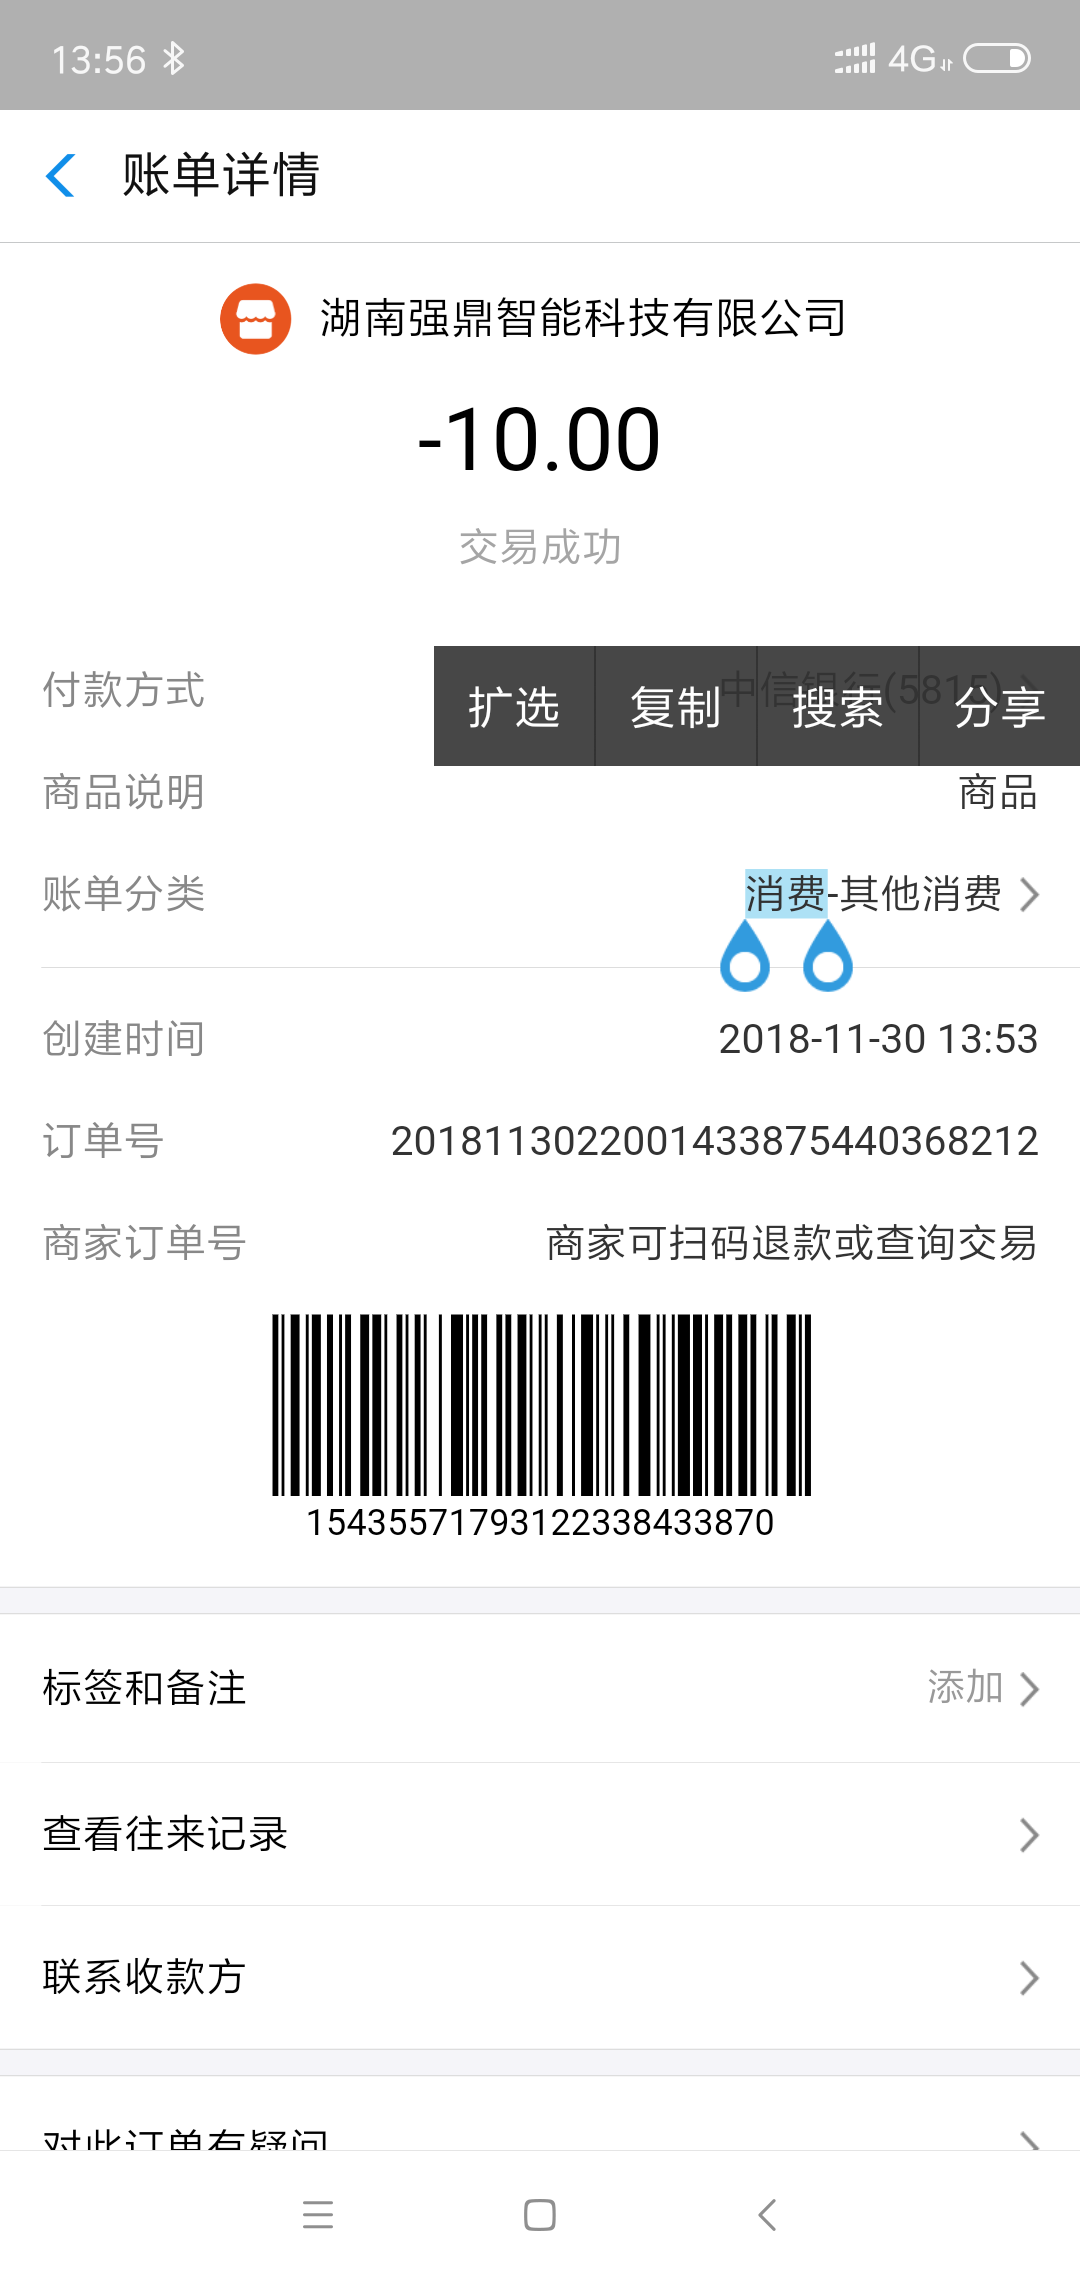 13:56
4G
账单详情
湖南强鼎智能科技有限公司
-10.00
交易成功
付款方式
中信银行(5815)
扩选 复制 搜索 分享
商品说明 商品
账单分类 消费-其他消费
创建时间 2018-11-30 13:53
订单号 2018113022001433875440368212
商家订单号 商家可扫码退款或查询交易
15435571793122338433870
标签和备注 添加
查看往来记录
联系收款方
对此订单有疑问